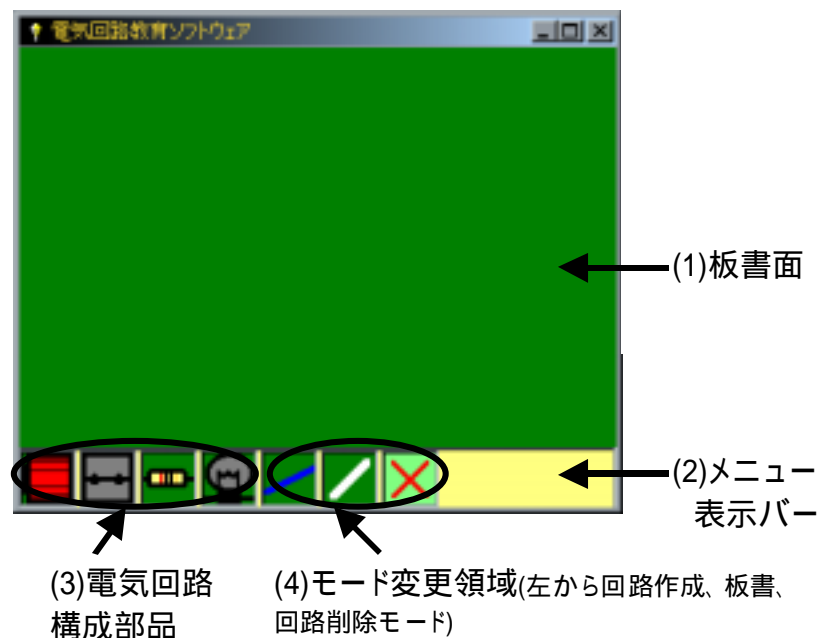 電気回路教育ソフトウェア
(1)板書面
(2)メニュー
表示バー
(3)電気回路
構成部品
(4)モード変更領域(左から回路作成、板書、
回路削除モード)